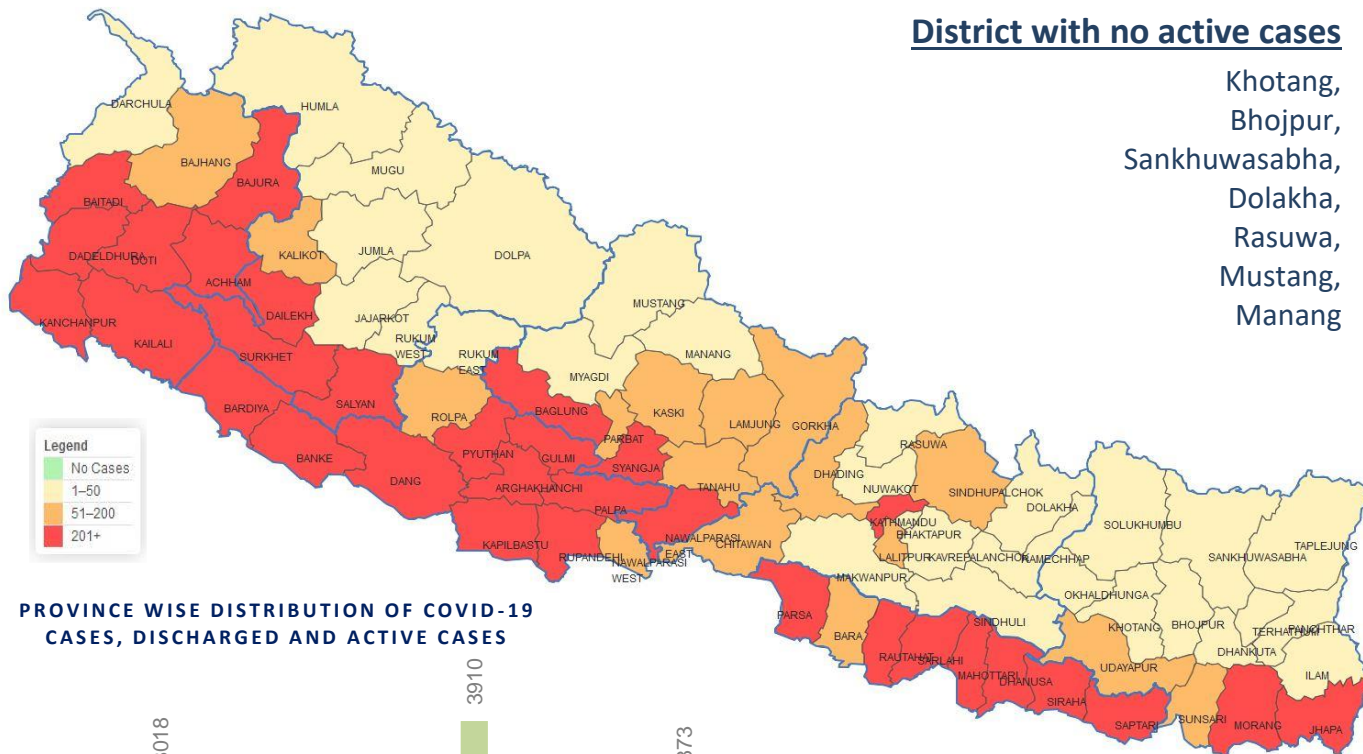 District with no active cases
Khotang,
Bhojpur,
Sankhuwasabha,
Dolakha,
Rasuwa,
Mustang,
Manang
DARCHULA
HUMLA
BAJHANG
MUGU
BAJURA
BAITADI
DADELDHURA
DOTI
KALIKOT
JUMLA
DOLPA
ACHHAM
MUSTANG
KANCHANPUR
DAILEKH
JAJARKOT
KAILALI
SURKHET
RUKUM
WEST
RUKUM
EAST
MANANG
MYAGDI
BARDIYA
SALYAN
ROLPA
BAGLUNG
KASKI
LAMJUNG
GORKHA
PARBAT
BANKE
PYUTHAN
GULMI
SYANGJA
RASUWA
DANG
ARGHAKHANCHI
TANAHU
DHADING
NUWAKOT
SINDHUPALCHOK
DOLAKHA
PALPA
KATHMANDU
BHAKTAPUR
SOLUKHUMBU
TAPLEJUNG
KAPILBASTU
RUPANDEHI
NAWALPARASI
EAST
NAWALPARASI
WEST
CHITAWAN
LALITPUR
KAVREPALANCHOK
RAMECHHAP
SANKHUWASABHA
MAKWANPUR
OKHALDHUNGA
PARSA
BARA
SINDHULI
KHOTANG
BHOJPUR
TERHATHUM
PANCHTHAR
DHANKUTA
RAUTAHAT
SARLAHI
MAHOTTARI
DHANUSA
UDAYAPUR
ILAM
SIRAHA
SAPTARI
SUNSARI
MORANG
JHAPA
Legend
No Cases
1–50
51–200
201+
PROVINCE WISE DISTRIBUTION OF COVID-19
CASES, DISCHARGED AND ACTIVE CASES
3910